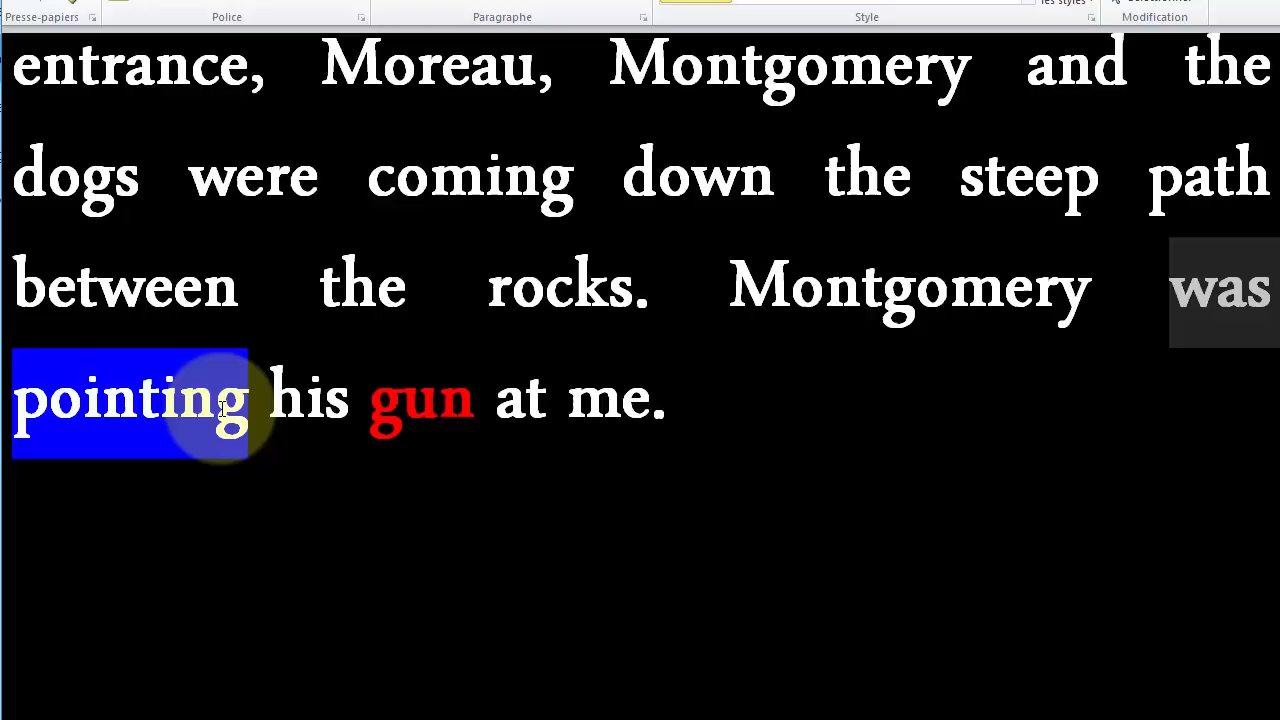 Presse-papiers Police Paragraphe Style Modification
entrance, Moreau, Montgomery and the
dogs were coming down the steep path
between the rocks. Montgomery was
pointing his gun at me.